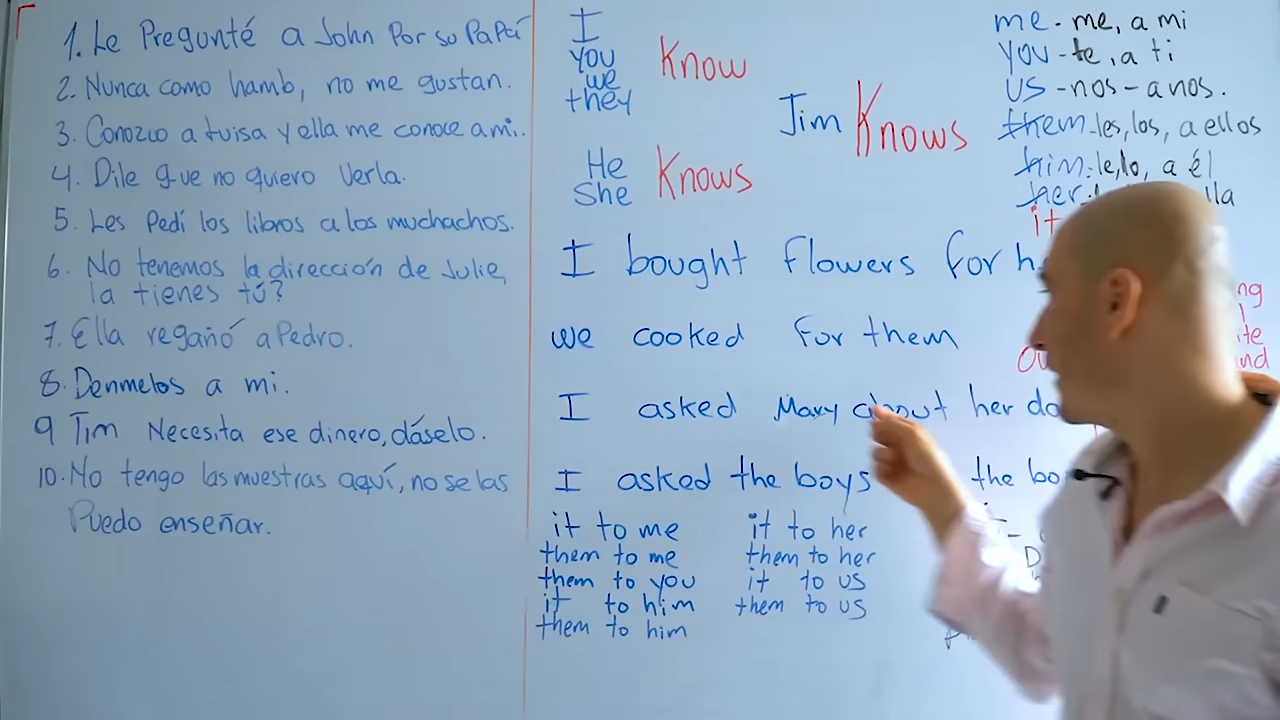 1. Le Pregunté a John Por su Papá
2. Nunca como hamb, no me gustan.
3. Conozco a Luisa y ella me conoce a mi.
4. Dile que no quiero verla.
5. Les Pedí los libros a los muchachos.
6. No tenemos la dirección de Julie,
la tienes tú?
7. Ella regañó a Pedro.
8. Denmelos a mi.
9 Tim Necesita ese dinero, dáselo.
10. No tengo las muestras aquí, no se las
Puedo enseñar.
I
you
we
they
Know
He
She
Knows
Jim Knows
me - me, a mi
you - te, a ti
us - nos - a nos.
them - les, los, a ellos
him - le, lo, a él
her
it
I bought flowers for
we cooked for them
I asked Mary about her
I asked the boys the
it to me
them to me
them to you
it to him
them to him
it to her
them to her
it to us
them to us